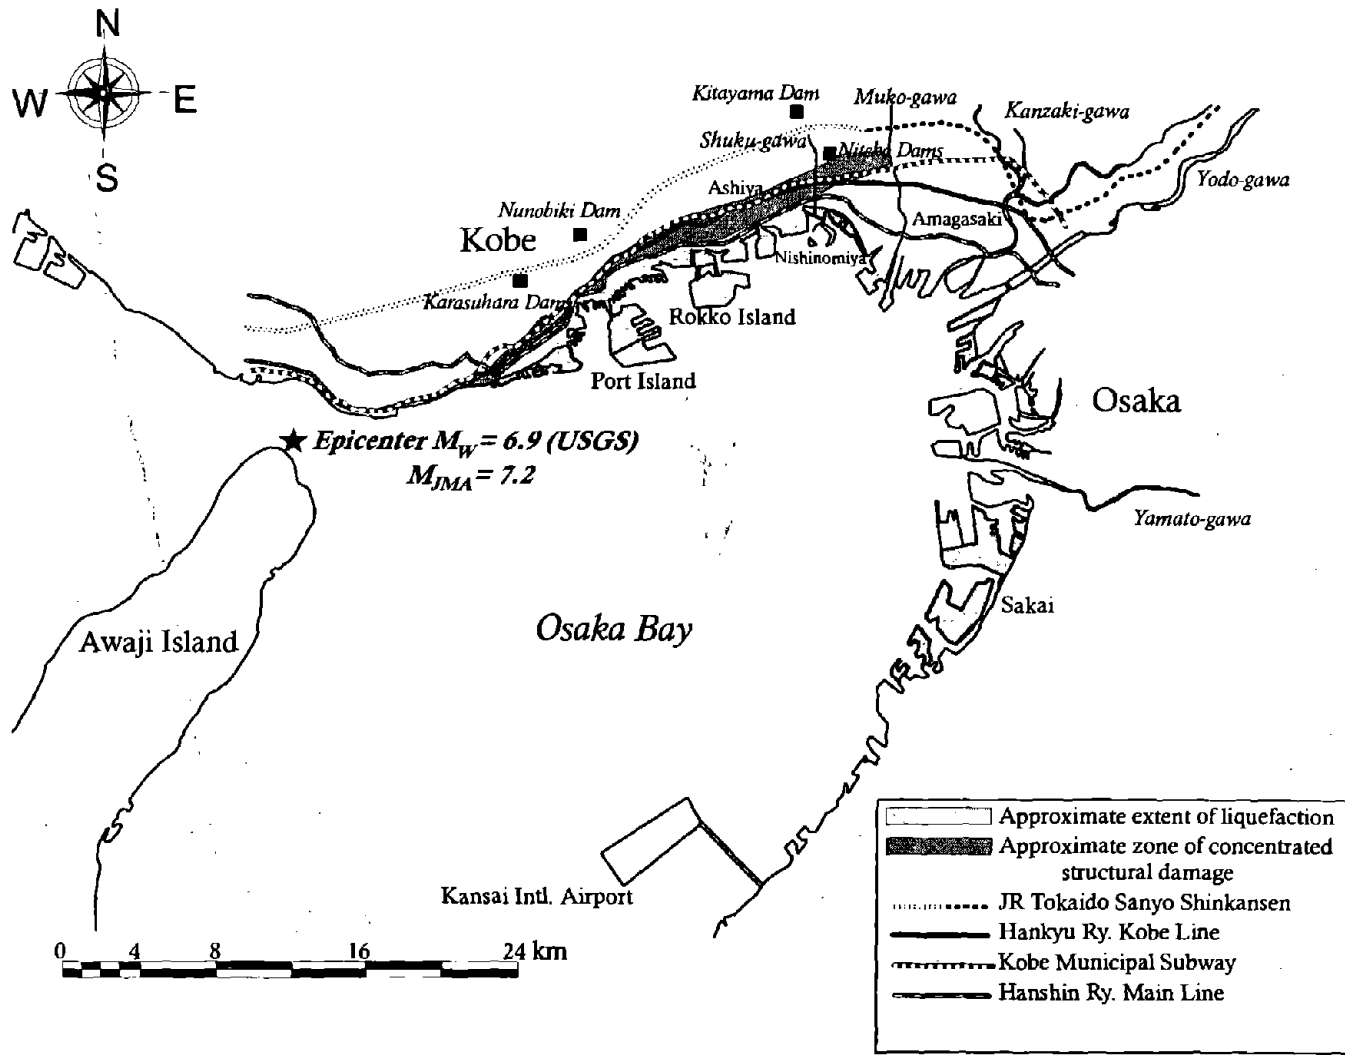 N
W
E
S
Kitayama Dam
Muko-gawa
Kanzaki-gawa
Shuku-gawa
Niteko Dams
Yodo-gawa
Ashiya
Nunobiki Dam
Amagasaki
Kobe
Nishinomiya
Karasuhara Dam
Rokko Island
Port Island
Osaka
Epicenter MW = 6.9 (USGS)
MJMA = 7.2
Yamato-gawa
Sakai
Osaka Bay
Awaji Island
Kansai Intl. Airport
0 4 8 16 24 km
Approximate extent of liquefaction
Approximate zone of concentrated
structural damage
JR Tokaido Sanyo Shinkansen
Hankyu Ry. Kobe Line
Kobe Municipal Subway
Hanshin Ry. Main Line